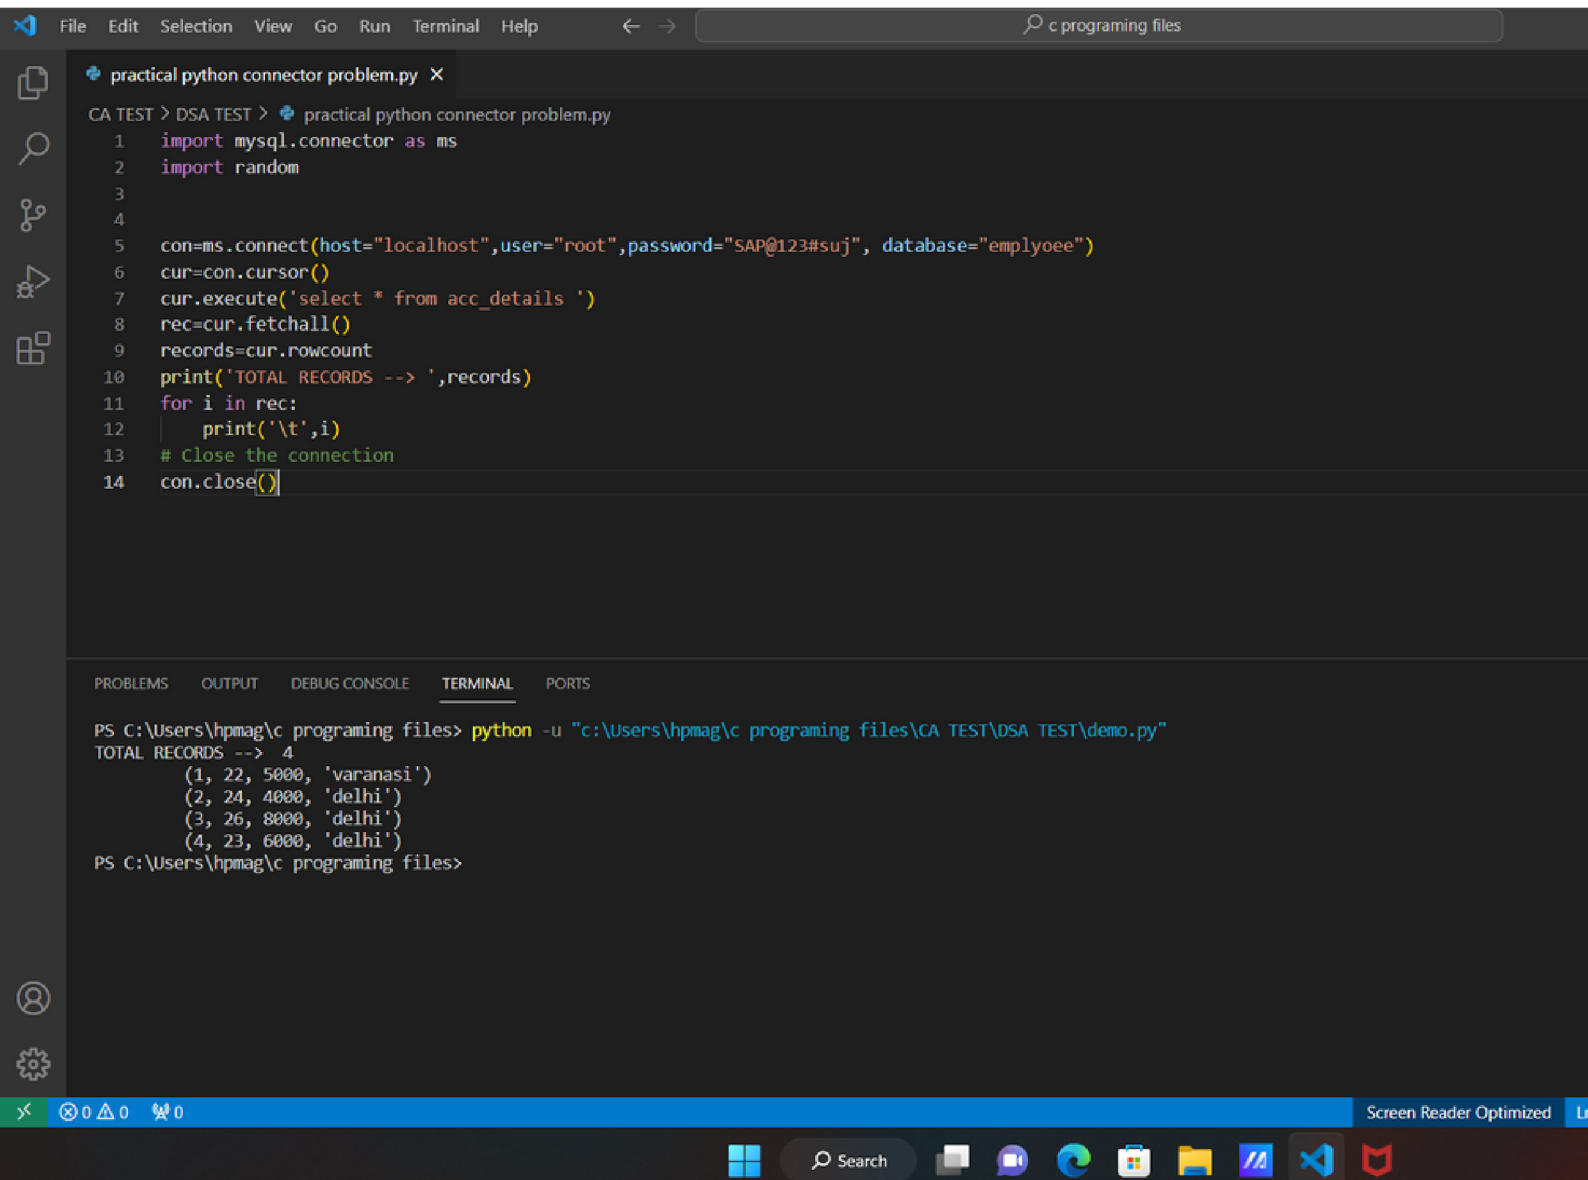 File Edit Selection View Go Run Terminal Help c programing files
practical python connector problem.py
CA TEST > DSA TEST > practical python connector problem.py
1 import mysql.connector as ms
2 import random
3
4
5 con=ms.connect(host="localhost",user="root",password="SAP@123#suj", database="emplyoee")
6 cur=con.cursor()
7 cur.execute('select * from acc_details ')
8 rec=cur.fetchall()
9 records=cur.rowcount
10 print('TOTAL RECORDS --> ',records)
11 for i in rec:
12     print('\t',i)
13 # Close the connection
14 con.close()
PROBLEMS OUTPUT DEBUG CONSOLE TERMINAL PORTS
PS C:\Users\hpmag\c programing files> python -u "c:\Users\hpmag\c programing files\CA TEST\DSA TEST\demo.py"
TOTAL RECORDS -->  4
(1, 22, 5000, 'varanasi')
(2, 24, 4000, 'delhi')
(3, 26, 8000, 'delhi')
(4, 23, 6000, 'delhi')
PS C:\Users\hpmag\c programing files>
0 0 0 Screen Reader Optimized
Search